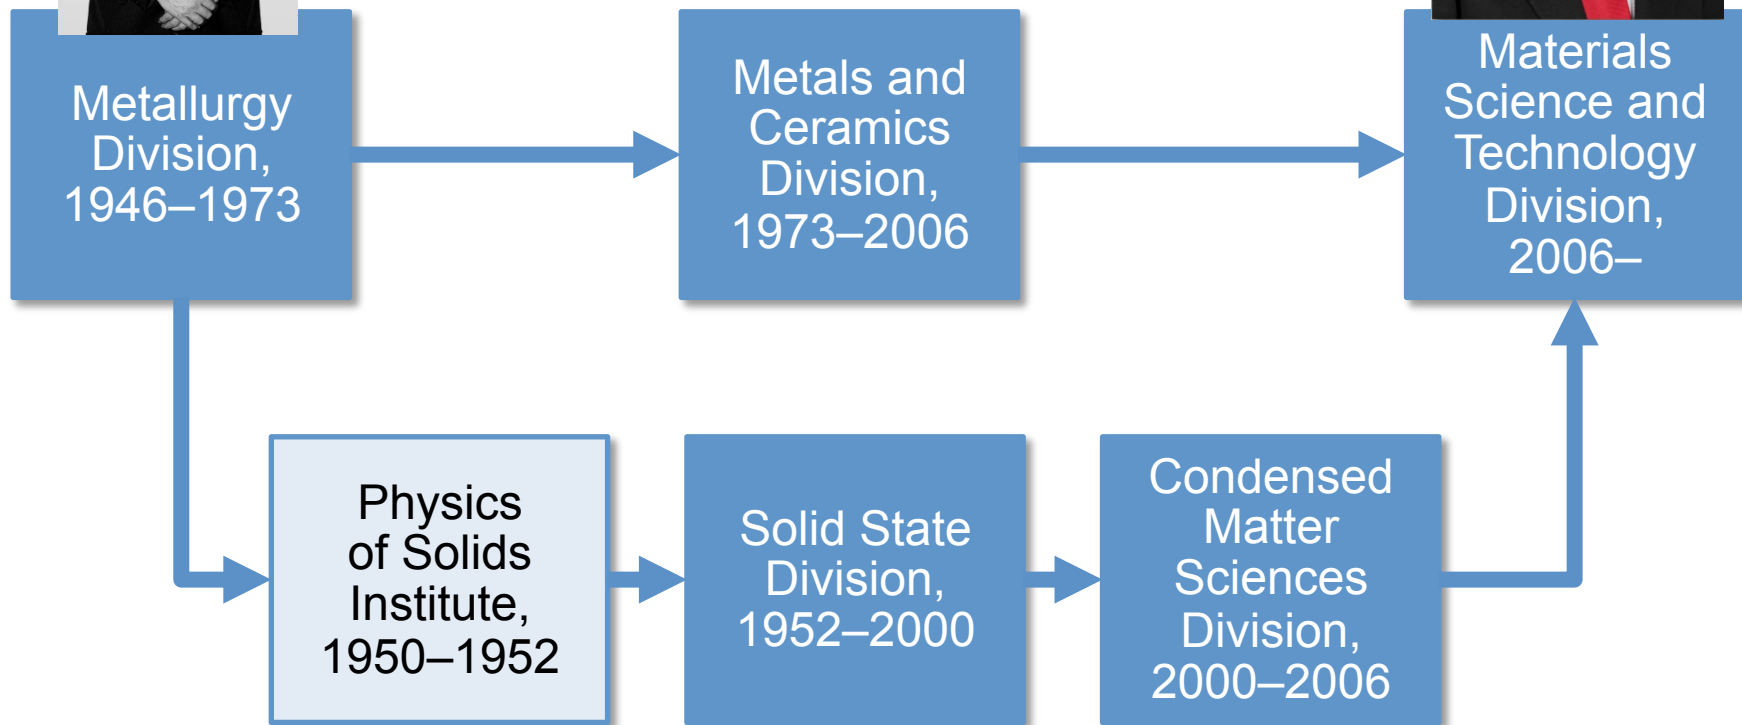 Metallurgy
Division,
1946–1973
Metals and
Ceramics
Division,
1973–2006
Materials
Science and
Technology
Division,
2006–
Physics
of Solids
Institute,
1950–1952
Solid State
Division,
1952–2000
Condensed
Matter
Sciences
Division,
2000–2006